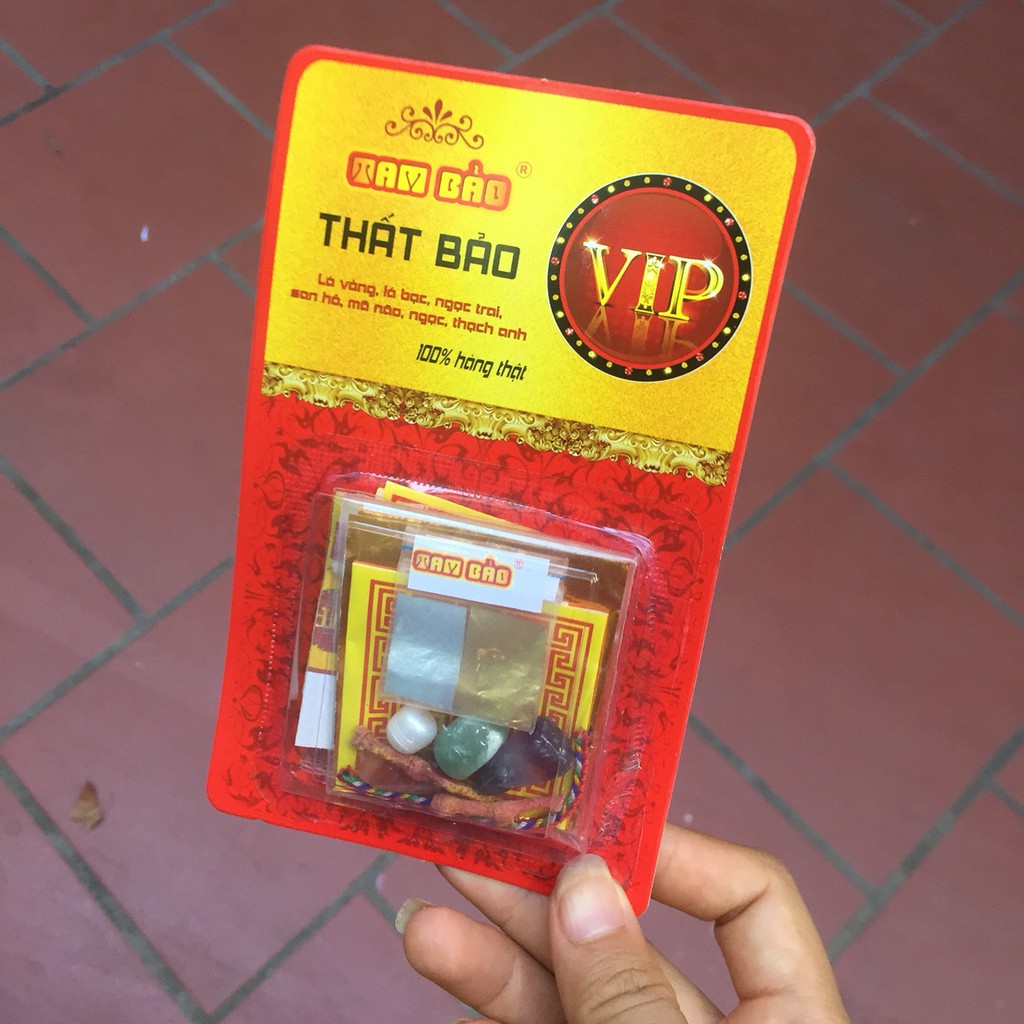 TAM BẢO ®
THẤT BẢO
Lá vàng, lá bạc, ngọc trai,
san hô, mã não, ngọc, thạch anh
100% hàng thật
VIP
TAM BẢO ®